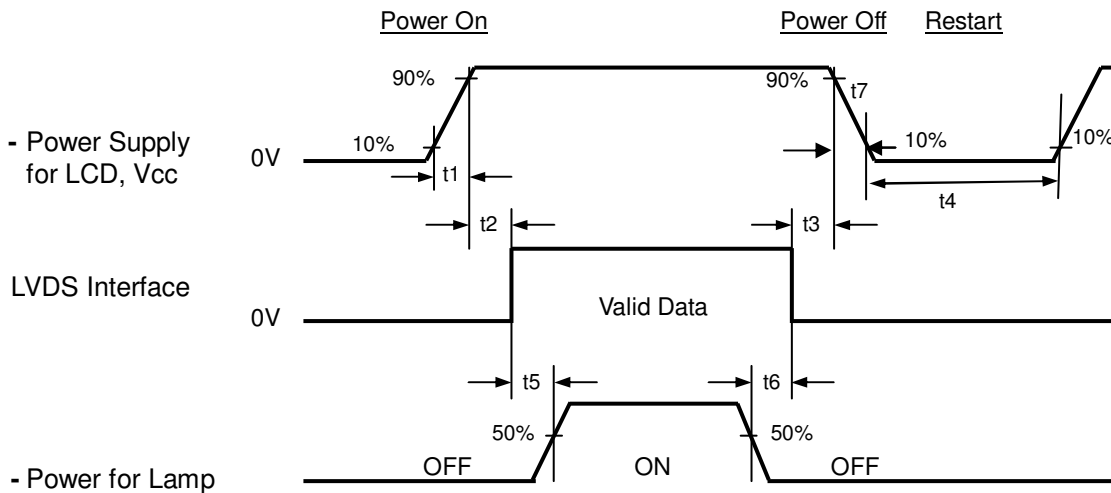 Power On
Power Off
Restart
90%
90%
t7
- Power Supply
for LCD, Vcc
0V
10%
10%
10%
t1
t4
t2
t3
LVDS Interface
Valid Data
0V
t5
t6
50%
50%
OFF
ON
OFF
- Power for Lamp